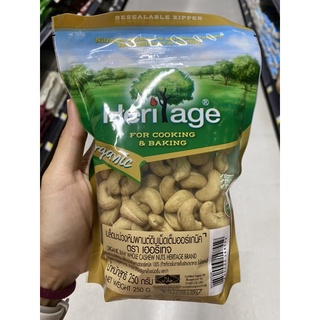 RESEALABLE ZIPPER
Heritage®
FOR COOKING
& BAKING
Organic
เมล็ดมะม่วงหิมพานต์ดิบเม็ดเต็มออร์แกนิค
ตรา เฮอริเทจ
ORGANIC RAW WHOLE CASHEW NUTS HERITAGE BRAND
น้ำหนักสุทธิ 250 กรัม
NET WEIGHT 250 G